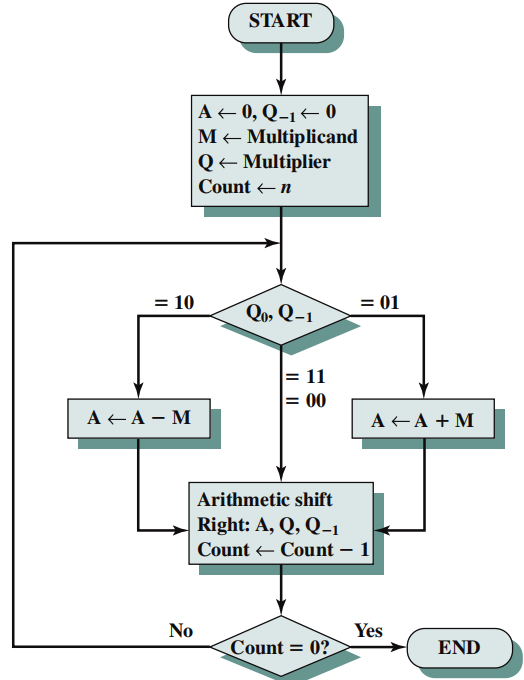 START
A ← 0, Q₋₁ ← 0
M ← Multiplicand
Q ← Multiplier
Count ← n
= 10
Q₀, Q₋₁
= 01
= 11
= 00
A ← A − M
A ← A + M
Arithmetic shift
Right: A, Q, Q₋₁
Count ← Count − 1
No
Count = 0?
Yes
END